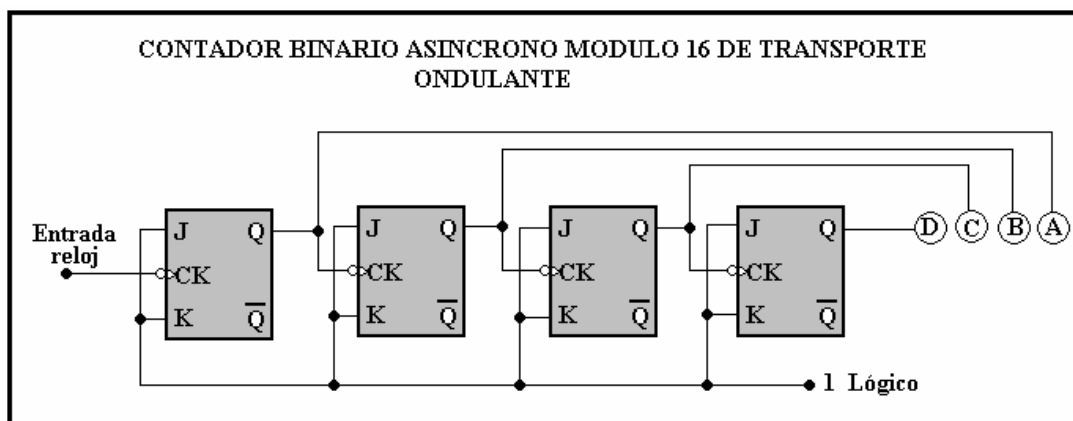 CONTADOR BINARIO ASINCRONO MODULO 16 DE TRANSPORTE
ONDULANTE
Entrada
reloj
J Q
CK
K Q̅
J Q
CK
K Q̅
J Q
CK
K Q̅
J Q
CK
K Q̅
D C B A
1 Lógico